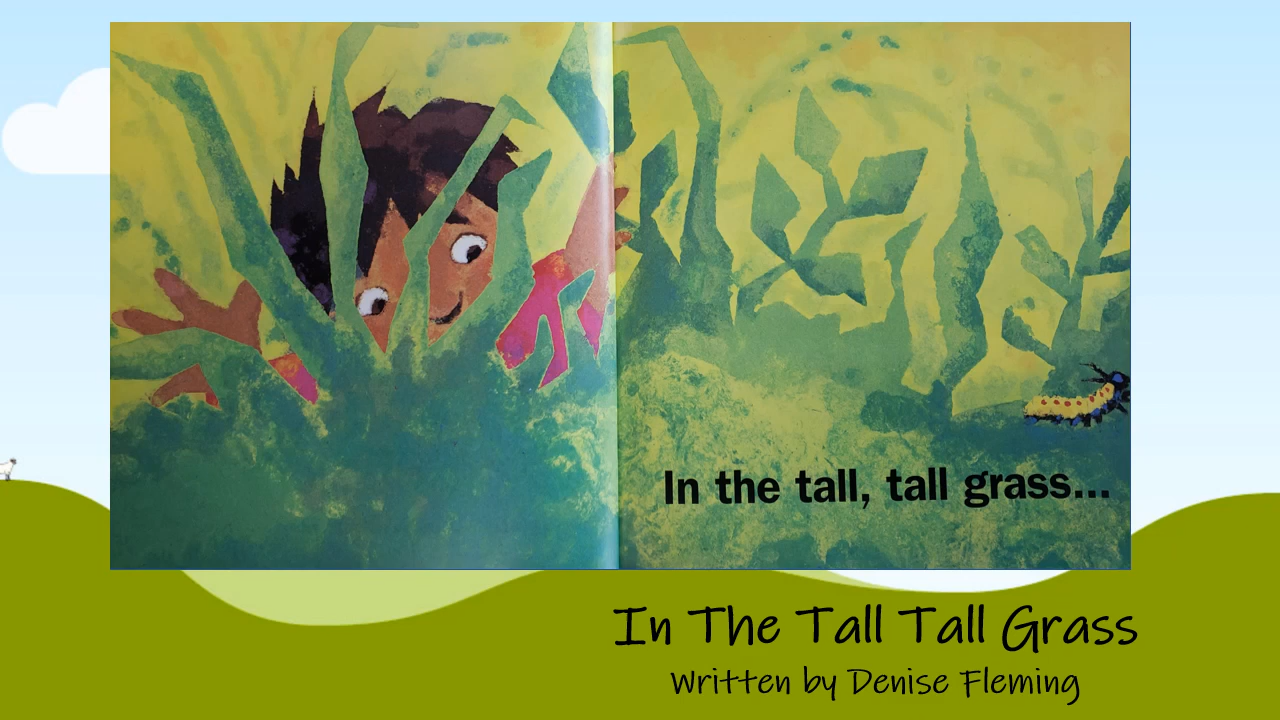 In the tall, tall grass...
In The Tall Tall Grass
Written by Denise Fleming